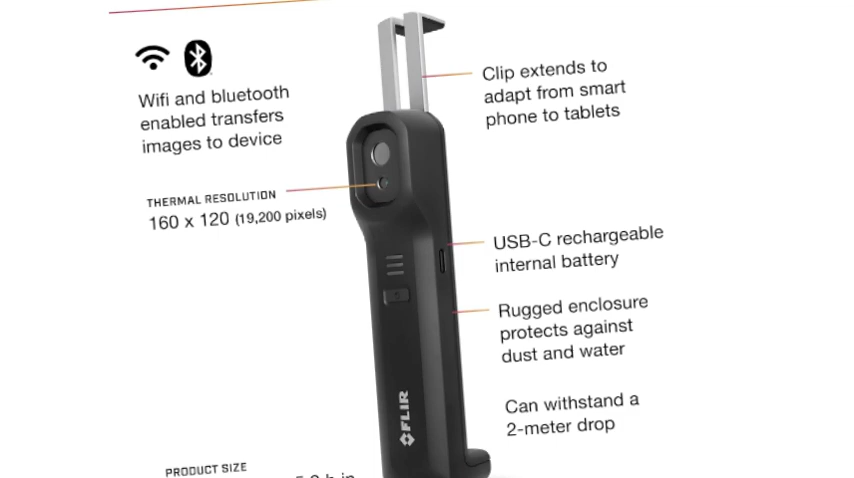 Wifi and bluetooth
enabled transfers
images to device
THERMAL RESOLUTION
160 x 120 (19,200 pixels)
Clip extends to
adapt from smart
phone to tablets
USB-C rechargeable
internal battery
Rugged enclosure
protects against
dust and water
Can withstand a
2-meter drop
FLIR
PRODUCT SIZE